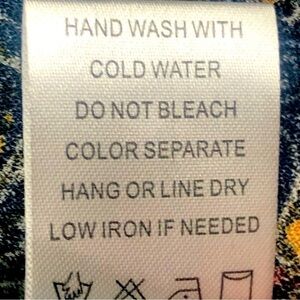 HAND WASH WITH
COLD WATER
DO NOT BLEACH
COLOR SEPARATE
HANG OR LINE DRY
LOW IRON IF NEEDED